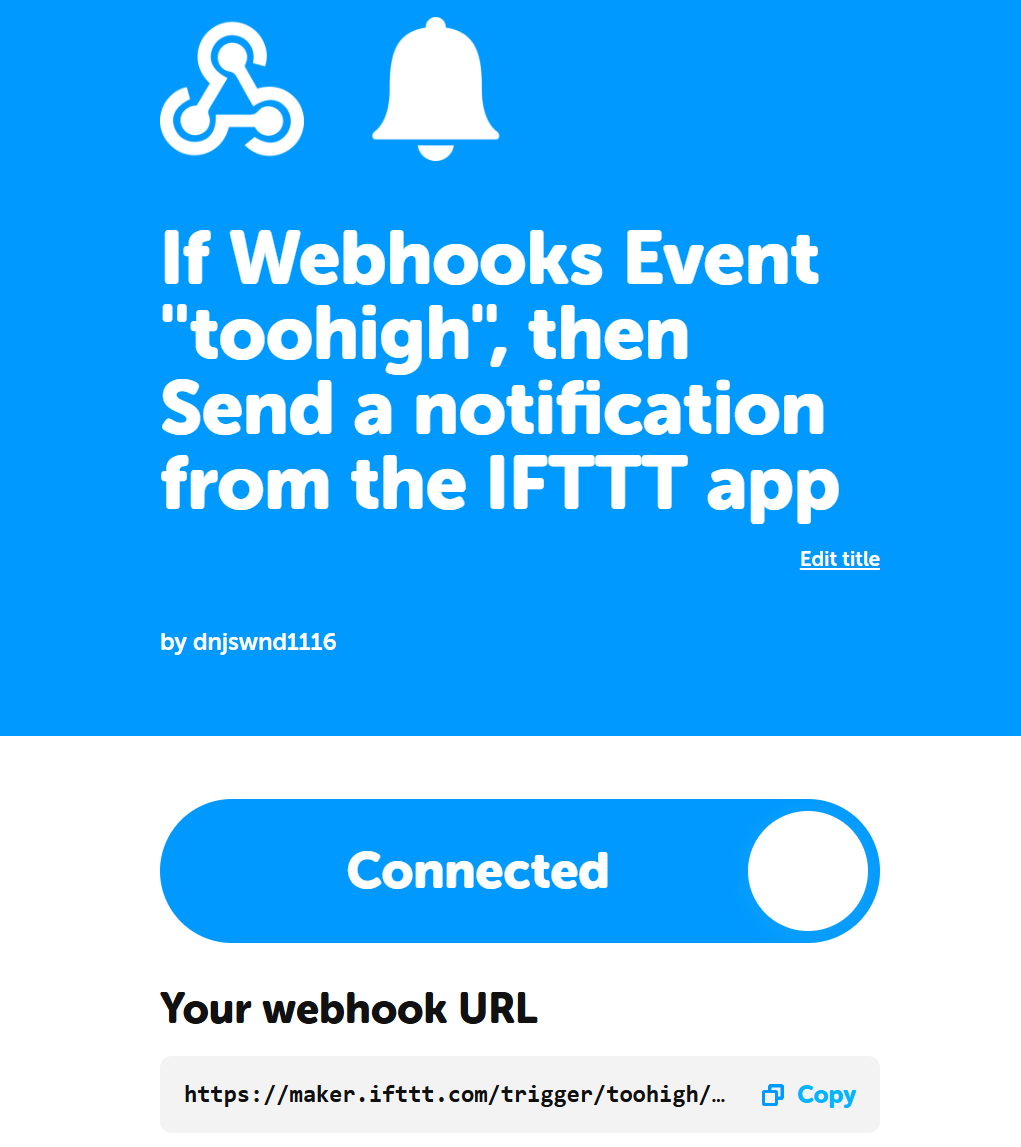 If Webhooks Event
"toohigh", then
Send a notification
from the IFTTT app
Edit title
by dnjswnd1116
Connected
Your webhook URL
https://maker.ifttt.com/trigger/toohigh/… Copy